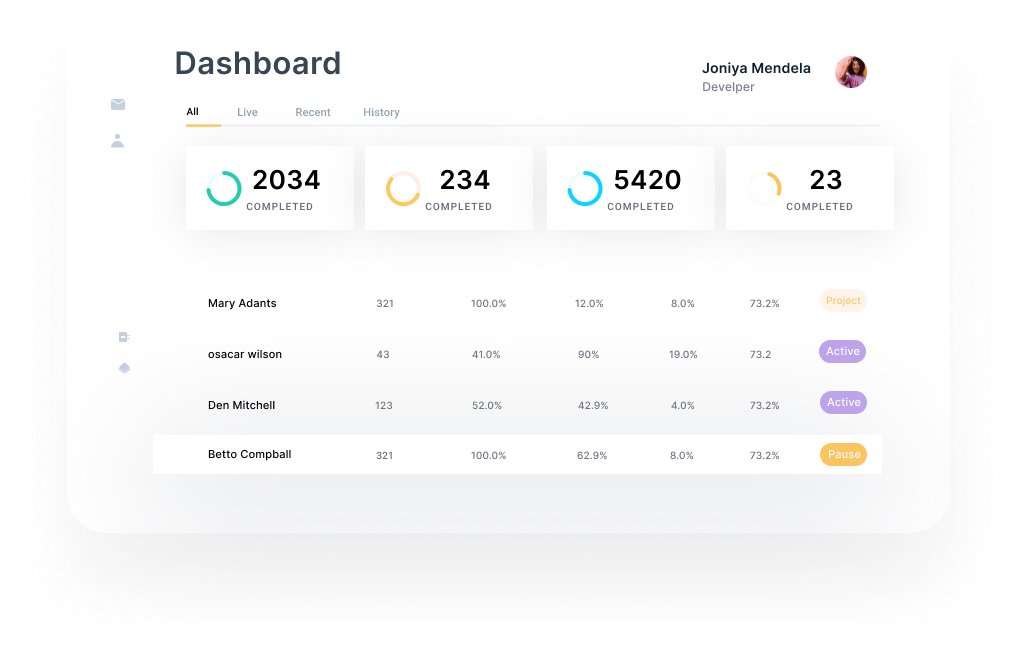 Dashboard
Joniya Mendela
Develper
All Live Recent History
2034 234 5420 23
COMPLETED COMPLETED COMPLETED COMPLETED
Mary Adants 321 100.0% 12.0% 8.0% 73.2% Project
osacar wilson 43 41.0% 90% 19.0% 73.2 Active
Den Mitchell 123 52.0% 42.9% 4.0% 73.2% Active
Betto Compball 321 100.0% 62.9% 8.0% 73.2% Pause